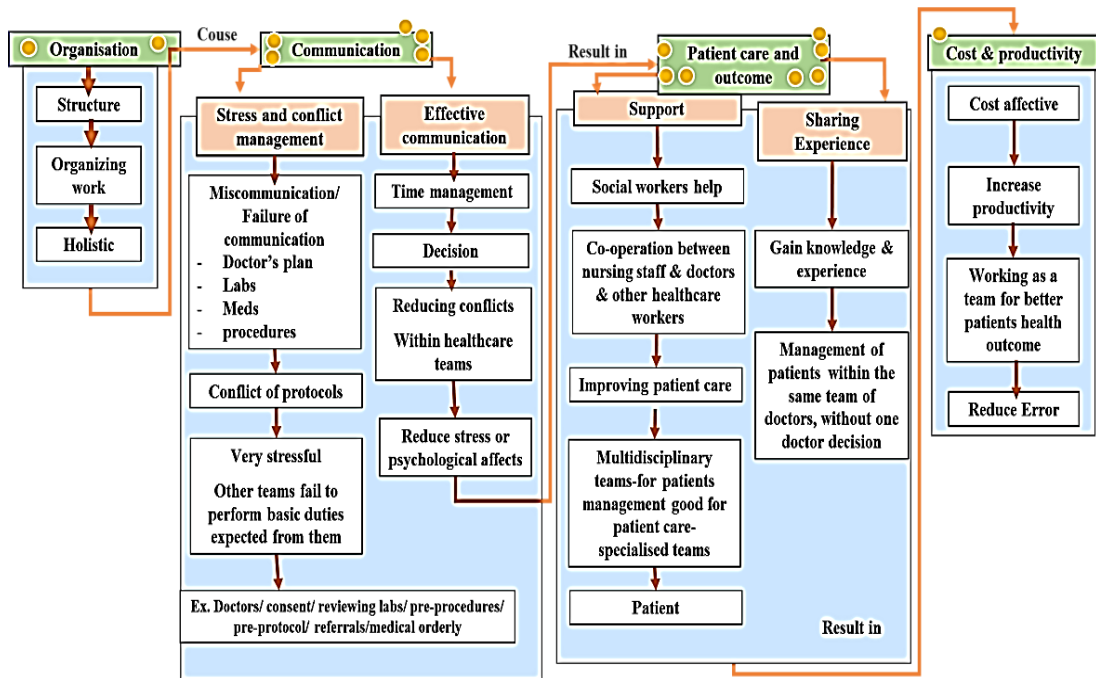 Organisation
Structure
Organizing
work
Holistic
Couse
Communication
Stress and conflict
management
Miscommunication/
Failure of
communication
- Doctor's plan
- Labs
- Meds
- procedures
Conflict of protocols
Very stressful
Other teams fail to
perform basic duties
expected from them
Ex. Doctors/ consent/ reviewing labs/ pre-procedures/
pre-protocol/ referrals/medical orderly
Effective
communication
Time management
Decision
Reducing conflicts
Within healthcare
teams
Reduce stress or
psychological affects
Result in
Patient care and
outcome
Support
Social workers help
Co-operation between
nursing staff & doctors
& other healthcare
workers
Improving patient care
Multidisciplinary
teams-for patients
management good for
patient care-
specialised teams
Patient
Sharing
Experience
Gain knowledge &
experience
Management of
patients within the
same team of
doctors, without one
doctor decision
Result in
Cost & productivity
Cost affective
Increase
productivity
Working as a
team for better
patients health
outcome
Reduce Error